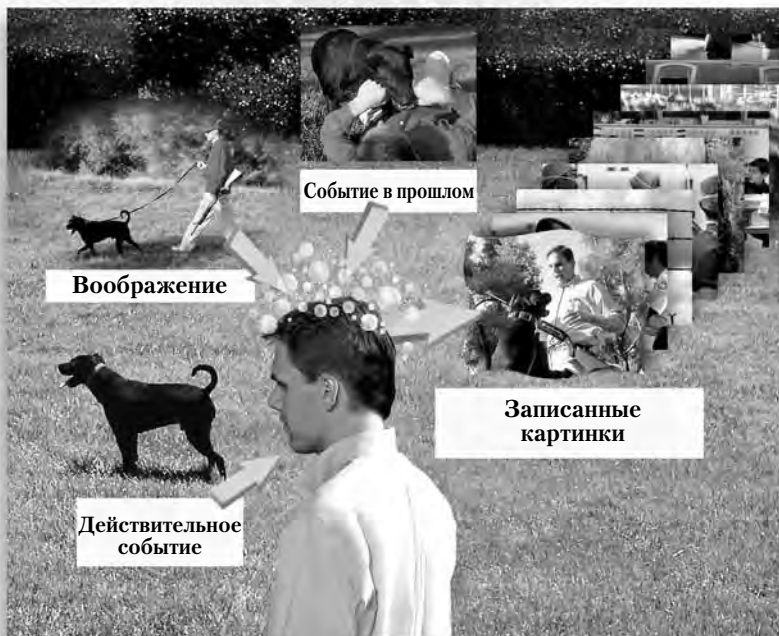 Событие в прошлом
Воображение
Записанные
картинки
Действительное
событие